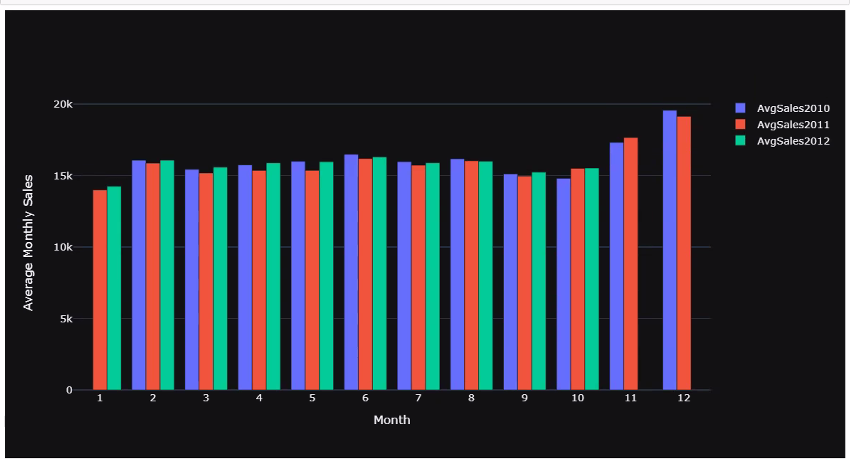 20k
15k
10k
5k
0
Average Monthly Sales
1 2 3 4 5 6 7 8 9 10 11 12
Month
AvgSales2010
AvgSales2011
AvgSales2012